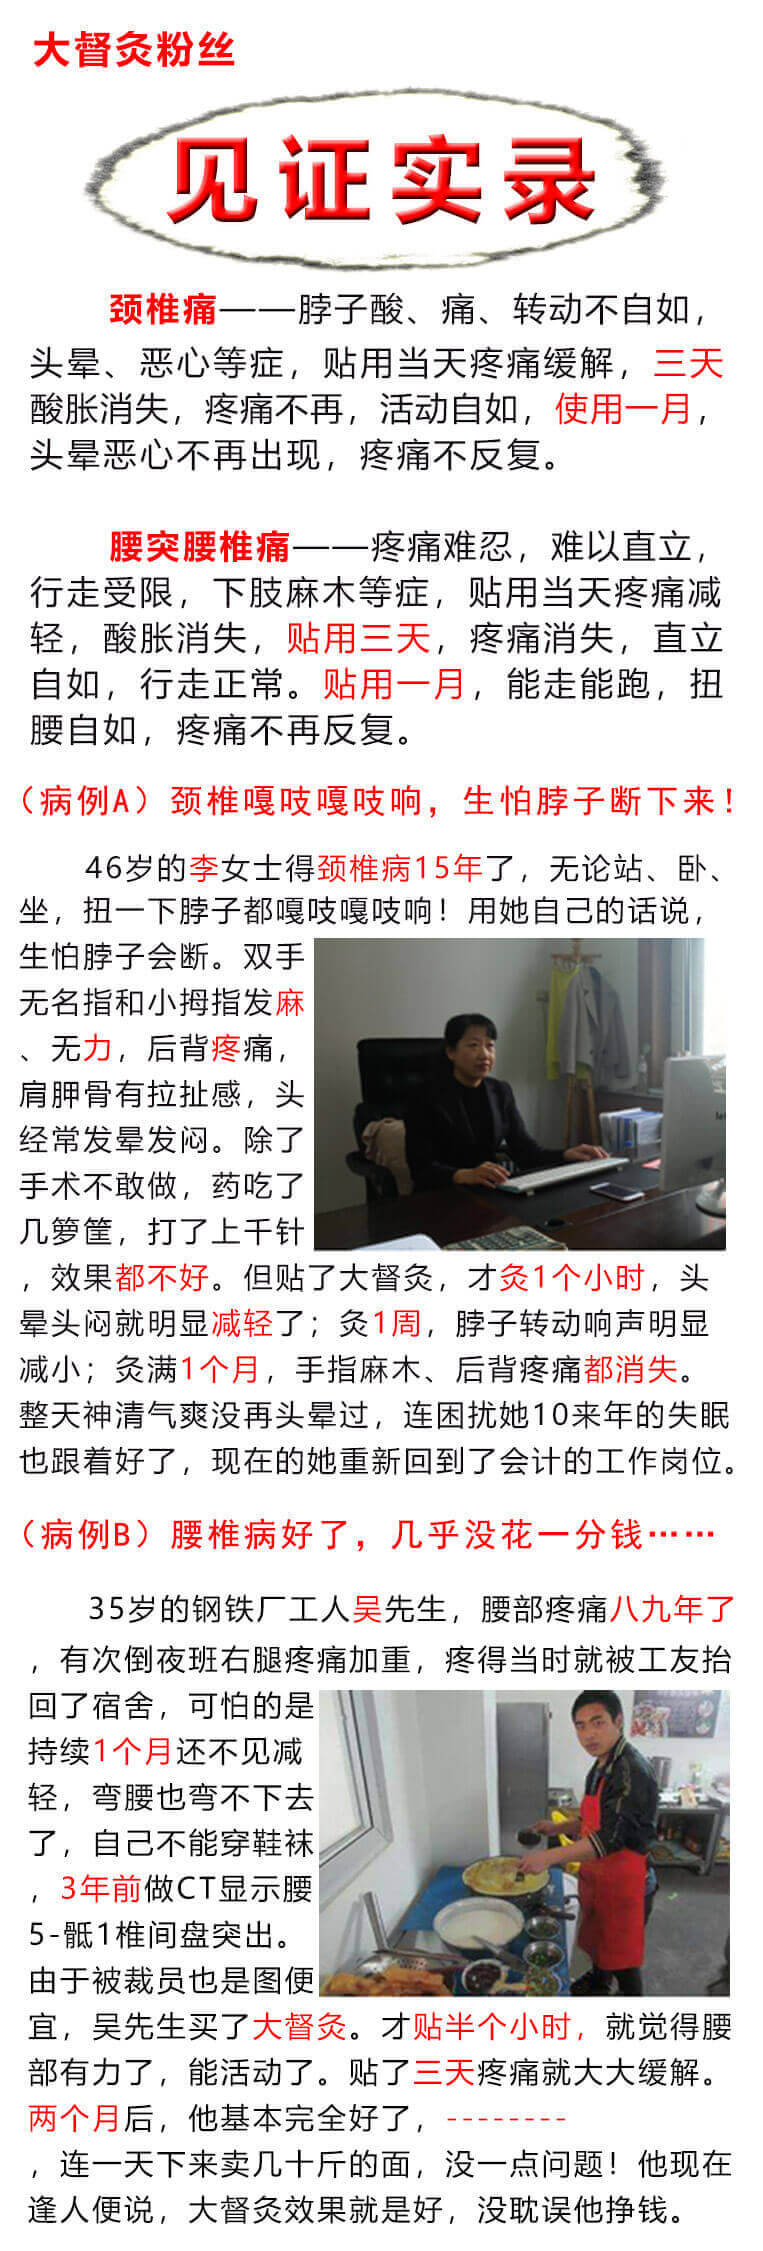 大督灸粉丝
见证实录
颈椎痛——脖子酸、痛、转动不自如，
头晕、恶心等症，贴用当天疼痛缓解，三天
酸胀消失，疼痛不再，活动自如，使用一月，
头晕恶心不再出现，疼痛不反复。
腰突腰椎痛——疼痛难忍，难以直立，
行走受限，下肢麻木等症，贴用当天疼痛减
轻，酸胀消失，贴用三天，疼痛消失，直立
自如，行走正常。贴用一月，能走能跑，扭
腰自如，疼痛不再反复。
（病例A）颈椎嘎吱嘎吱响，生怕脖子断下来！
46岁的李女士得颈椎病15年了，无论站、卧、
坐，扭一下脖子都嘎吱嘎吱响！用她自己的话说，
生怕脖子会断。双手
无名指和小拇指发麻
、无力，后背疼痛，
肩胛骨有拉扯感，头
经常发晕发闷。除了
手术不敢做，药吃了
几箩筐，打了上千针
，效果都不好。但贴了大督灸，才灸1个小时，头
晕头闷就明显减轻了；灸1周，脖子转动响声明显
减小；灸满1个月，手指麻木、后背疼痛都消失。
整天神清气爽没再头晕过，连困扰她10来年的失眠
也跟着好了，现在的她重新回到了会计的工作岗位。
（病例B）腰椎病好了，几乎没花一分钱……
35岁的钢铁厂工人吴先生，腰部疼痛八九年了
，有次倒夜班右腿疼痛加重，疼得当时就被工友抬
回了宿舍，可怕的是
持续1个月还不见减
轻，弯腰也弯不下去
了，自己不能穿鞋袜
，3年前做CT显示腰
5-骶1椎间盘突出。
由于被裁员也是图便
宜，吴先生买了大督灸。才贴半个小时，就觉得腰
部有力了，能活动了。贴了三天疼痛就大大缓解。
两个月后，他基本完全好了，--------
，连一天下来卖几十斤的面，没一点问题！他现在
逢人便说，大督灸效果就是好，没耽误他挣钱。